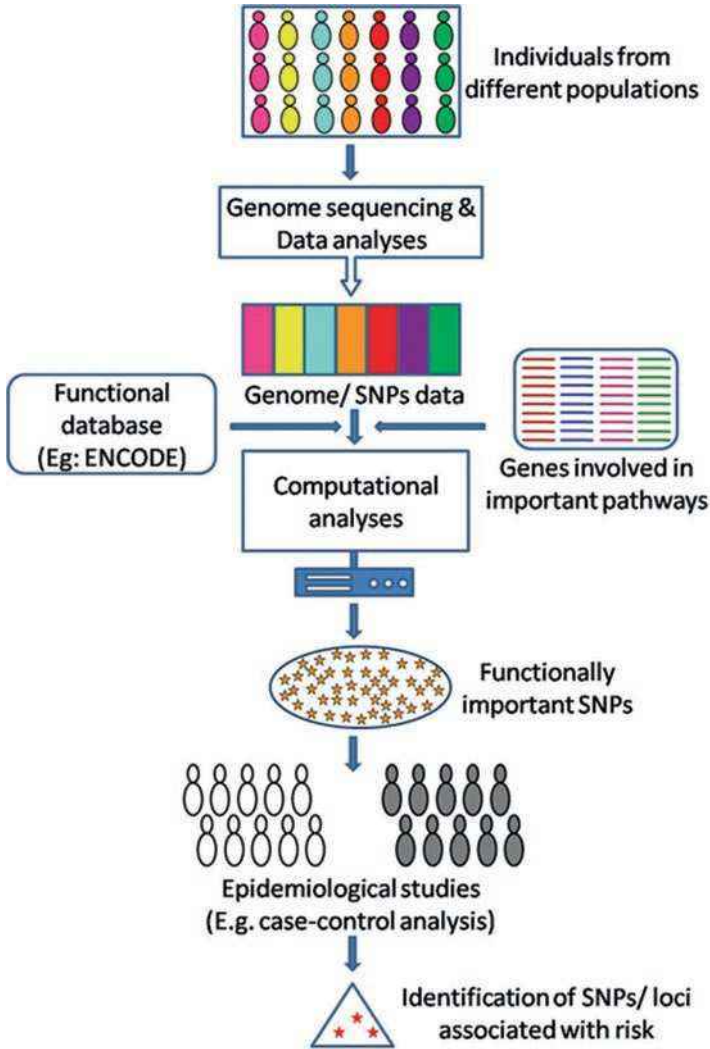 Individuals from
different populations
Genome sequencing &
Data analyses
Genome/ SNPs data
Functional
database
(Eg: ENCODE)
Genes involved in
important pathways
Computational
analyses
Functionally
important SNPs
Epidemiological studies
(E.g. case-control analysis)
Identification of SNPs/ loci
associated with risk